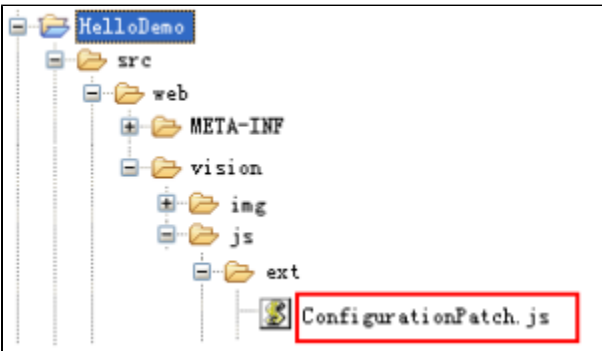 HelloDemo
src
web
META-INF
vision
img
js
ext
ConfigurationPatch.js